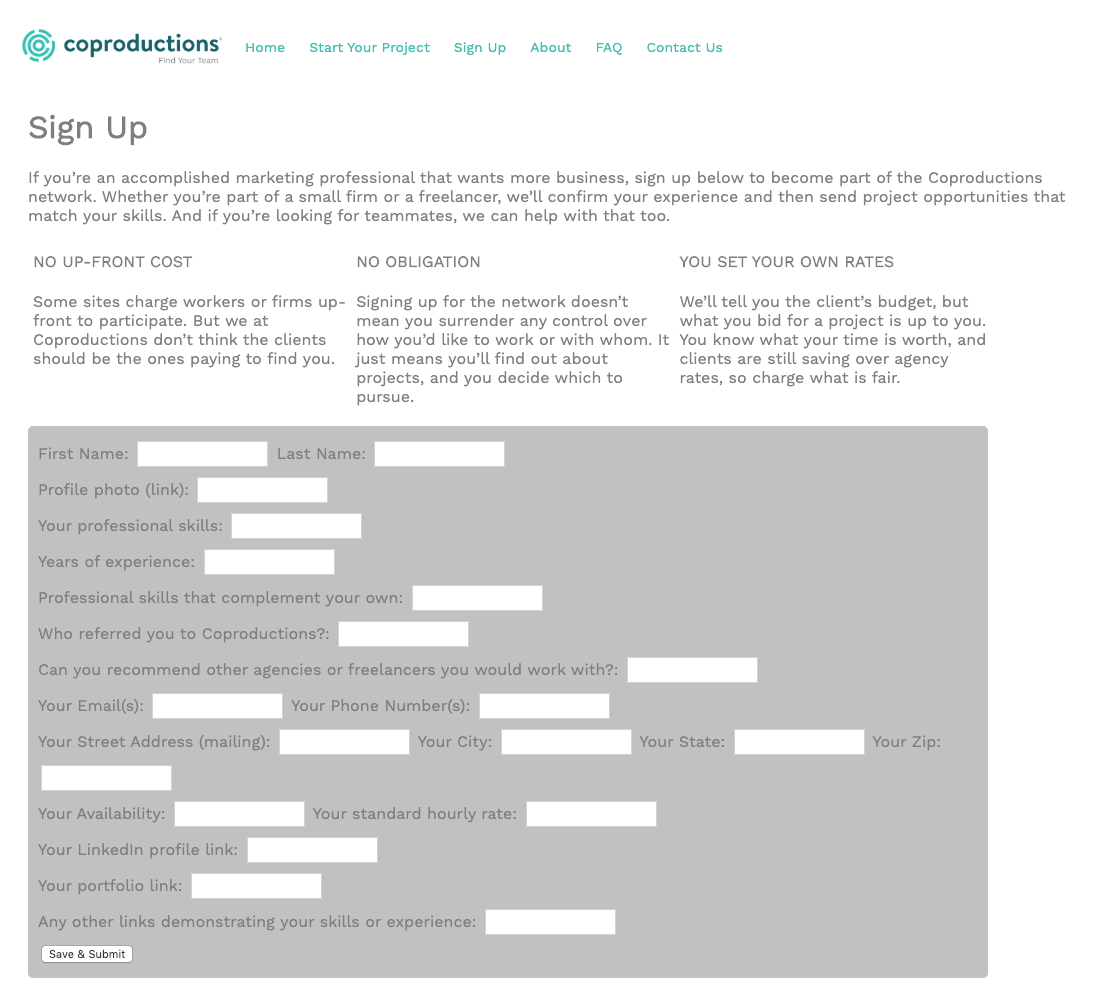 coproductions
Find Your Team
Home Start Your Project Sign Up About FAQ Contact Us
Sign Up
If you’re an accomplished marketing professional that wants more business, sign up below to become part of the Coproductions
network. Whether you’re part of a small firm or a freelancer, we’ll confirm your experience and then send project opportunities that
match your skills. And if you’re looking for teammates, we can help with that too.
NO UP-FRONT COST
Some sites charge workers or firms up-
front to participate. But we at
Coproductions don’t think the clients
should be the ones paying to find you.
NO OBLIGATION
Signing up for the network doesn’t
mean you surrender any control over
how you’d like to work or with whom. It
just means you’ll find out about
projects, and you decide which to
pursue.
YOU SET YOUR OWN RATES
We’ll tell you the client’s budget, but
what you bid for a project is up to you.
You know what your time is worth, and
clients are still saving over agency
rates, so charge what is fair.
First Name: Last Name:
Profile photo (link):
Your professional skills:
Years of experience:
Professional skills that complement your own:
Who referred you to Coproductions?:
Can you recommend other agencies or freelancers you would work with?:
Your Email(s): Your Phone Number(s):
Your Street Address (mailing): Your City: Your State: Your Zip:
Your Availability: Your standard hourly rate:
Your LinkedIn profile link:
Your portfolio link:
Any other links demonstrating your skills or experience:
Save & Submit